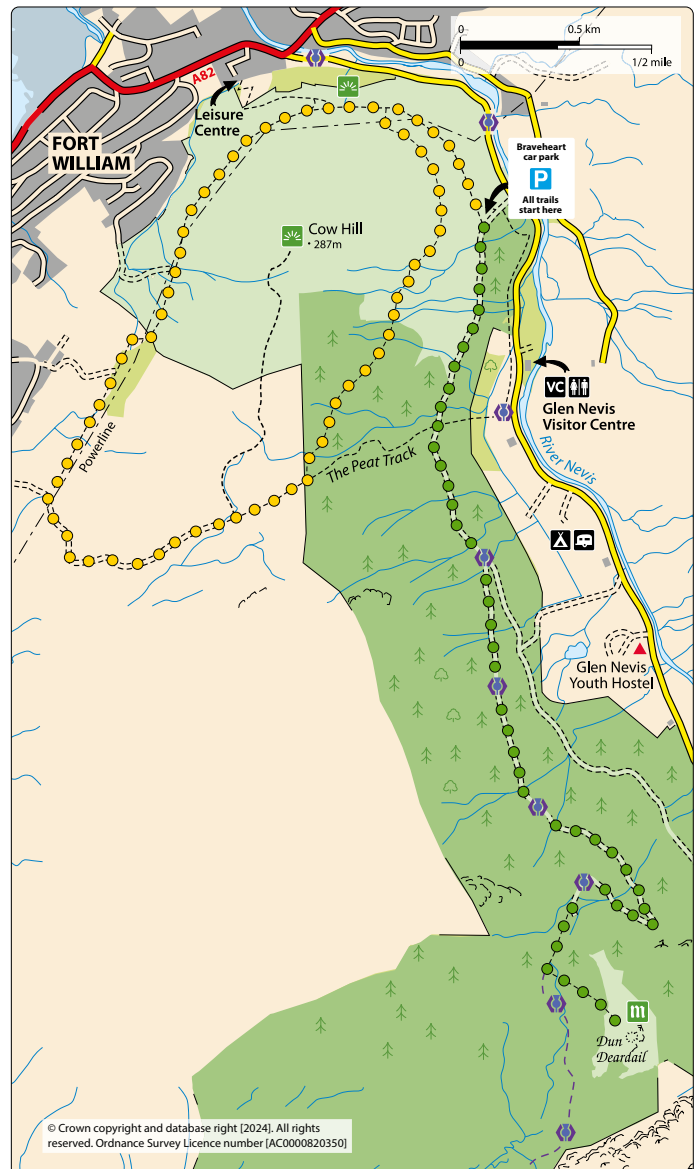 0
0.5 km
0
1/2 mile
A82
Leisure
Centre
FORT
WILLIAM
Braveheart
car park
P
All trails
start here
Cow Hill
287m
VC
Glen Nevis
Visitor Centre
Powerline
The Peat Track
River Nevis
Glen Nevis
Youth Hostel
m
Dun
Deardail
© Crown copyright and database right [2024]. All rights
reserved. Ordnance Survey Licence number [AC0000820350]